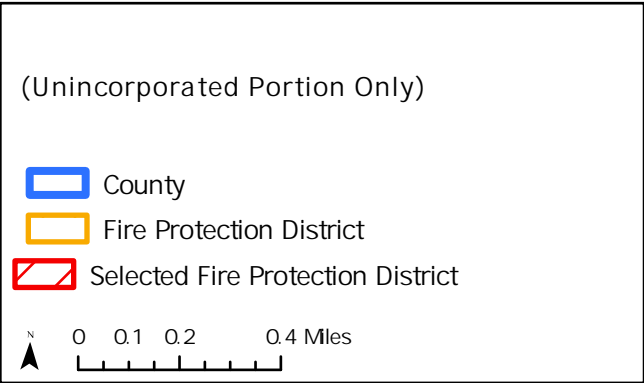 (Unincorporated Portion Only)
County
Fire Protection District
Selected Fire Protection District
N
0 0.1 0.2 0.4 Miles